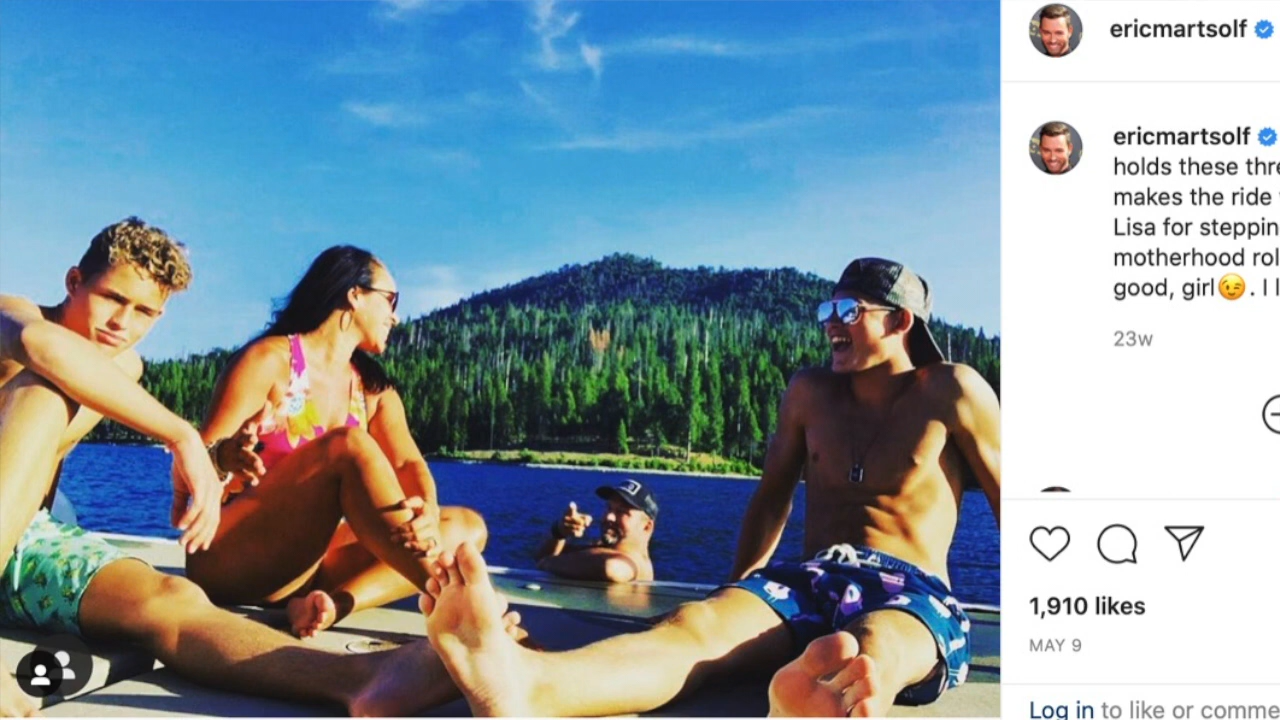 ericmartsolf
ericmartsolf
holds these thre
makes the ride
Lisa for steppin
motherhood rol
good, girl😉. I l
23w
1,910 likes
MAY 9
Log in to like or comme